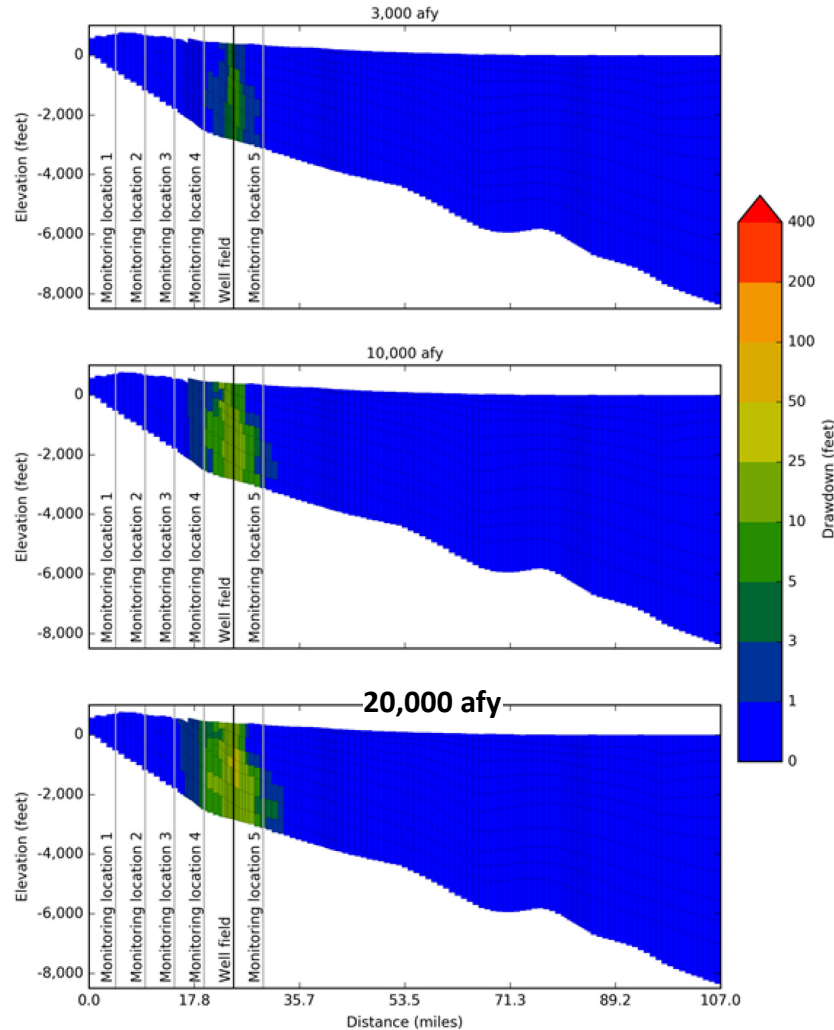 3,000 afy
0
-2,000
-4,000
-6,000
-8,000
Elevation (feet)
Monitoring location 1
Monitoring location 2
Monitoring location 3
Monitoring location 4
Well field
Monitoring location 5
10,000 afy
0
-2,000
-4,000
-6,000
-8,000
Elevation (feet)
Monitoring location 1
Monitoring location 2
Monitoring location 3
Monitoring location 4
Well field
Monitoring location 5
20,000 afy
0
-2,000
-4,000
-6,000
-8,000
Elevation (feet)
Monitoring location 1
Monitoring location 2
Monitoring location 3
Monitoring location 4
Well field
Monitoring location 5
0.0
17.8
35.7
53.5
71.3
89.2
107.0
Distance (miles)
400
200
100
50
25
10
5
3
1
0
Drawdown (feet)